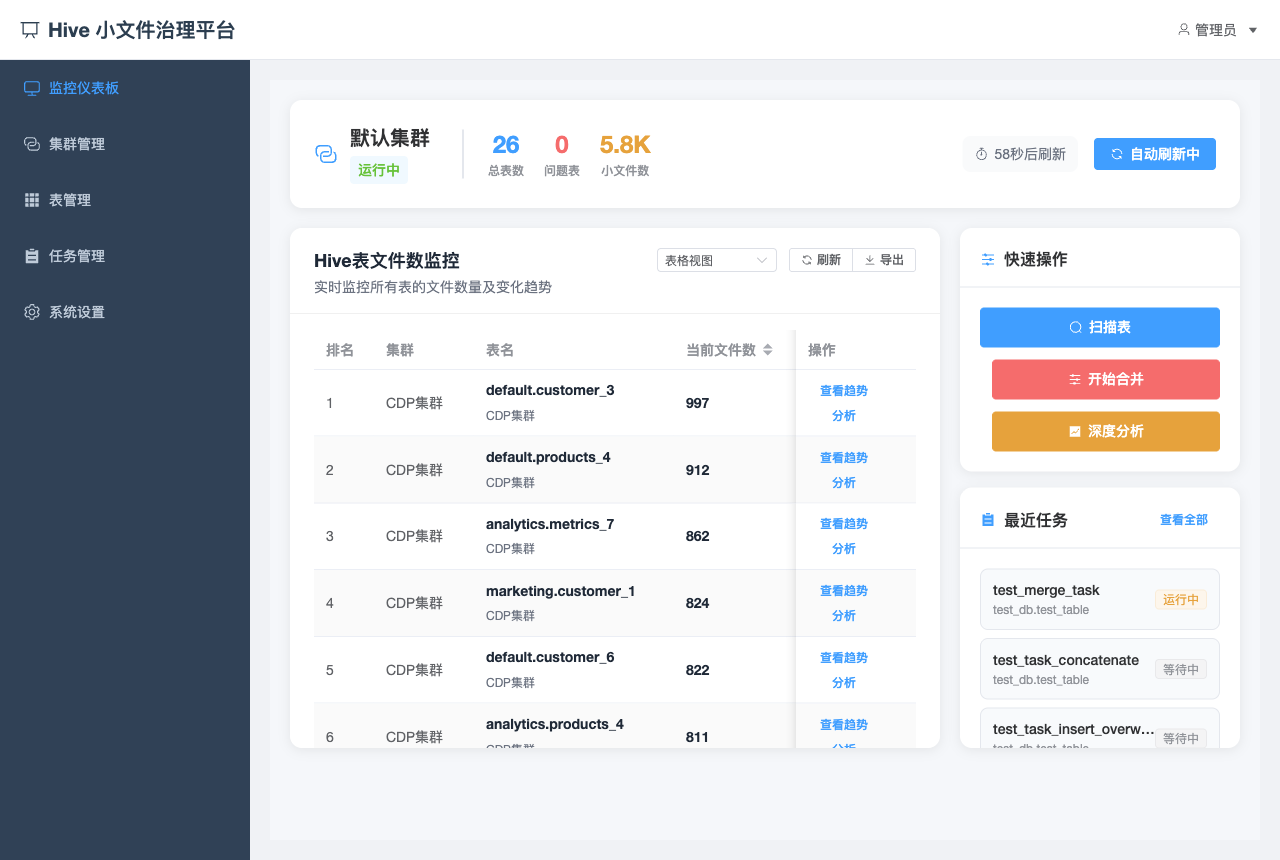 Hive 小文件治理平台
管理员
监控仪表板
集群管理
表管理
任务管理
系统设置
默认集群
运行中
26
总表数
0
问题表
5.8K
小文件数
58秒后刷新
自动刷新中
Hive表文件数监控
实时监控所有表的文件数量及变化趋势
表格视图
刷新
导出
排名 集群 表名 当前文件数 操作
1 CDP集群 default.customer_3 CDP集群 997 查看趋势 分析
2 CDP集群 default.products_4 CDP集群 912 查看趋势 分析
3 CDP集群 analytics.metrics_7 CDP集群 862 查看趋势 分析
4 CDP集群 marketing.customer_1 CDP集群 824 查看趋势 分析
5 CDP集群 default.customer_6 CDP集群 822 查看趋势 分析
6 CDP集群 analytics.products_4 CDP集群 811 查看趋势 分析
快速操作
扫描表
开始合并
深度分析
最近任务
查看全部
test_merge_task
test_db.test_table
运行中
test_task_concatenate
test_db.test_table
等待中
test_task_insert_overw...
test_db.test_table
等待中